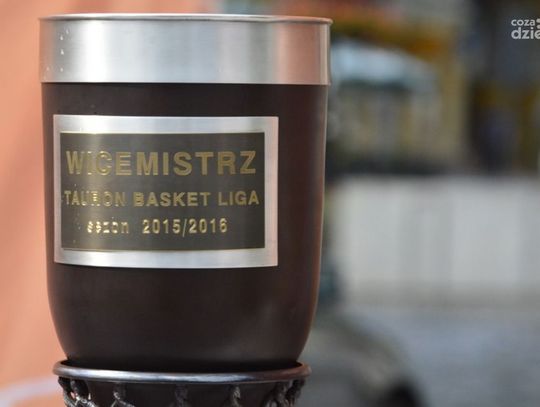 WICEMISTRZ
TAURON BASKET LIGA
sezon 2015/2016
coza
dzie